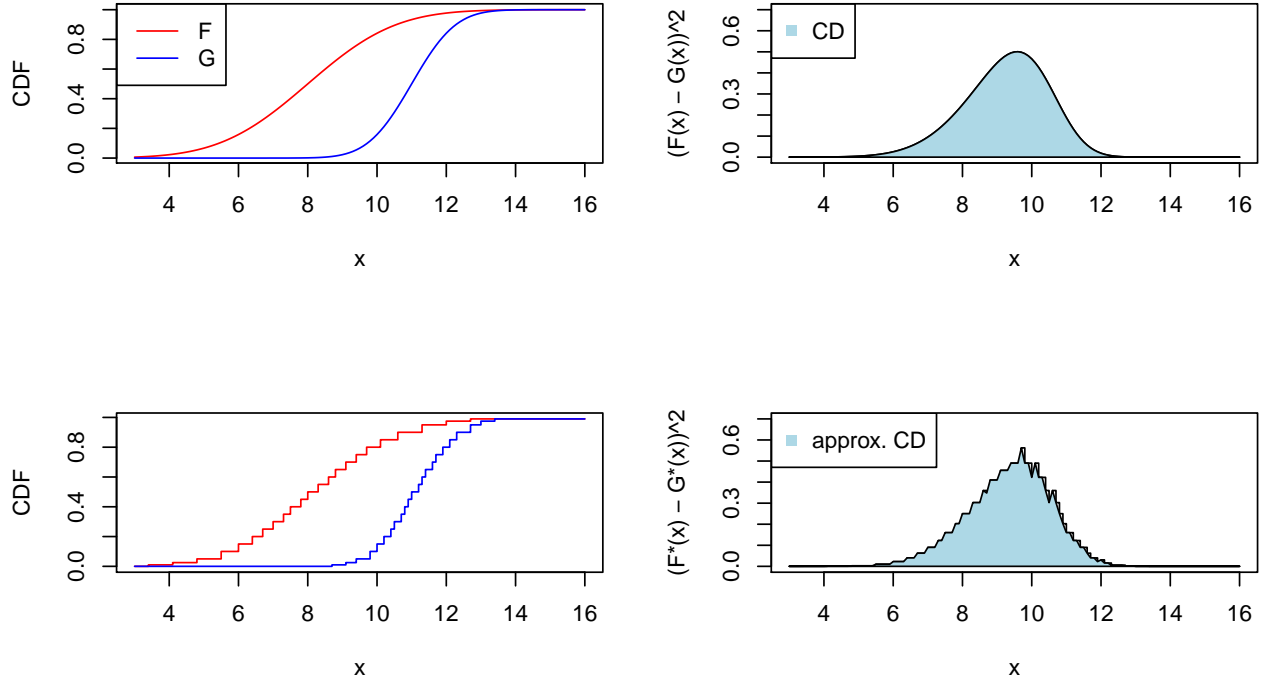 CDF
0.0 0.4 0.8
F
G
4 6 8 10 12 14 16
x
(F(x) − G(x))^2
0.0 0.3 0.6
CD
4 6 8 10 12 14 16
x
CDF
0.0 0.4 0.8
4 6 8 10 12 14 16
x
(F*(x) − G*(x))^2
0.0 0.3 0.6
approx. CD
4 6 8 10 12 14 16
x